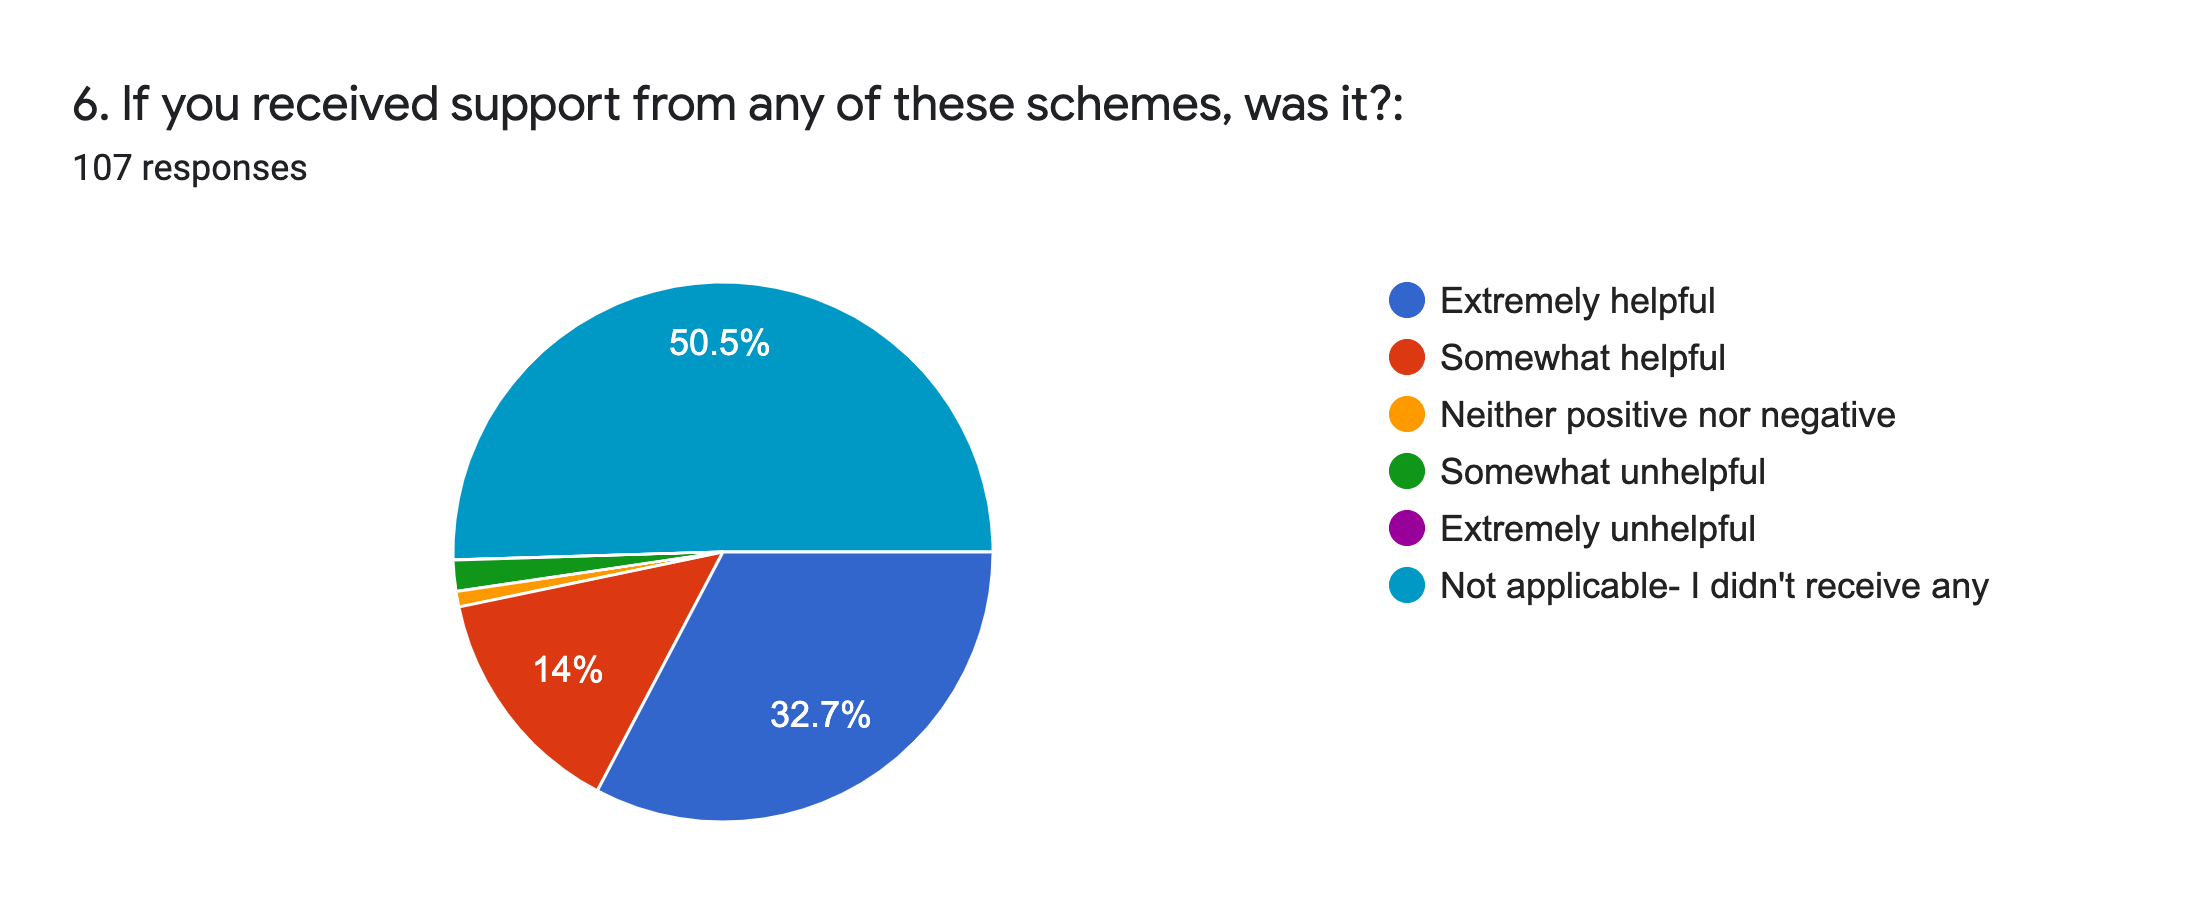 6. If you received support from any of these schemes, was it?:
107 responses
50.5%
14%
32.7%
Extremely helpful
Somewhat helpful
Neither positive nor negative
Somewhat unhelpful
Extremely unhelpful
Not applicable- I didn't receive any